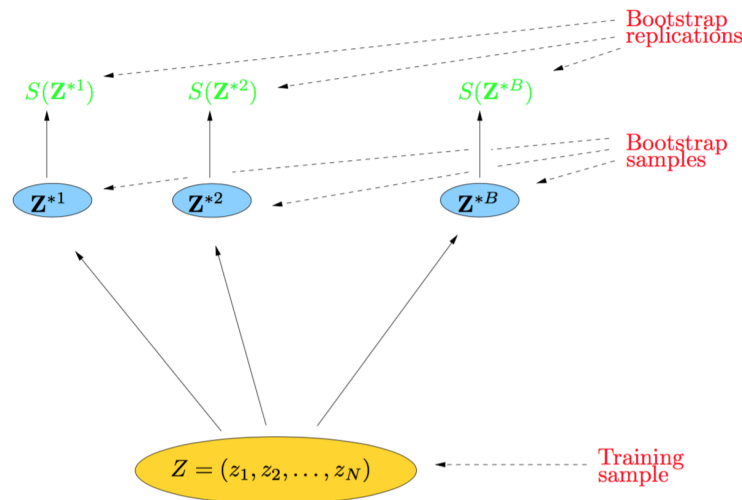 Bootstrap
replications
S(Z*1) S(Z*2) S(Z*B)
Bootstrap
samples
Z*1 Z*2 Z*B
Z = (z1, z2, . . . , zN)
Training
sample